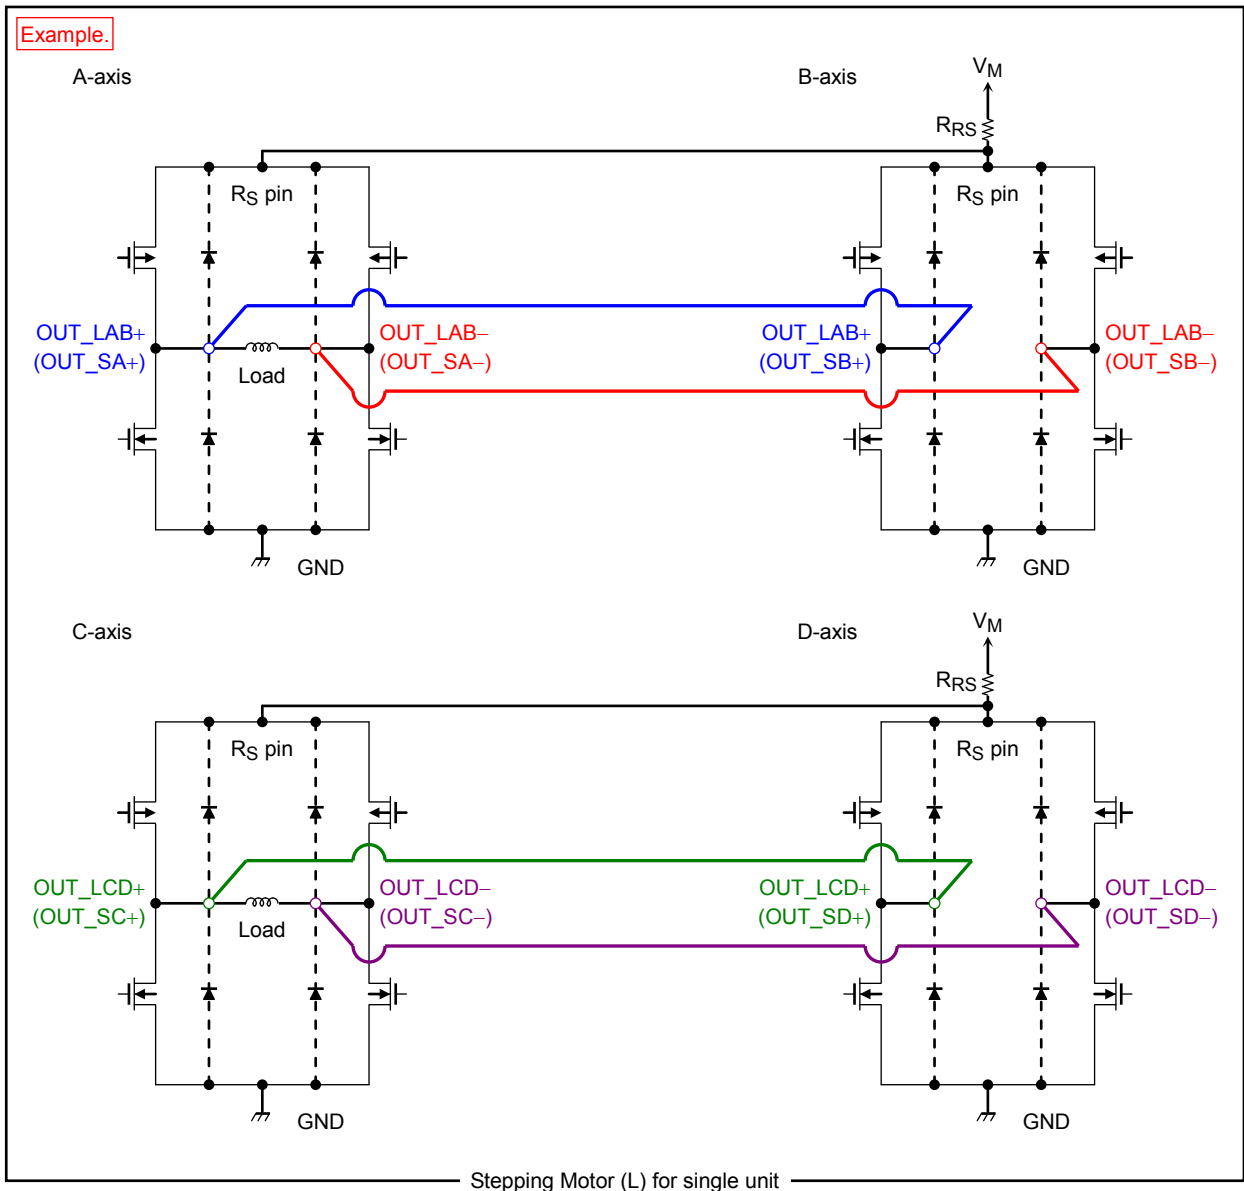 Example.
A-axis
B-axis
VM
RRS
RS pin
RS pin
OUT_LAB+
(OUT_SA+)
Load
OUT_LAB−
(OUT_SA−)
OUT_LAB+
(OUT_SB+)
OUT_LAB−
(OUT_SB−)
GND
GND
C-axis
D-axis
VM
RRS
RS pin
RS pin
OUT_LCD+
(OUT_SC+)
Load
OUT_LCD−
(OUT_SC−)
OUT_LCD+
(OUT_SD+)
OUT_LCD−
(OUT_SD−)
GND
GND
Stepping Motor (L) for single unit